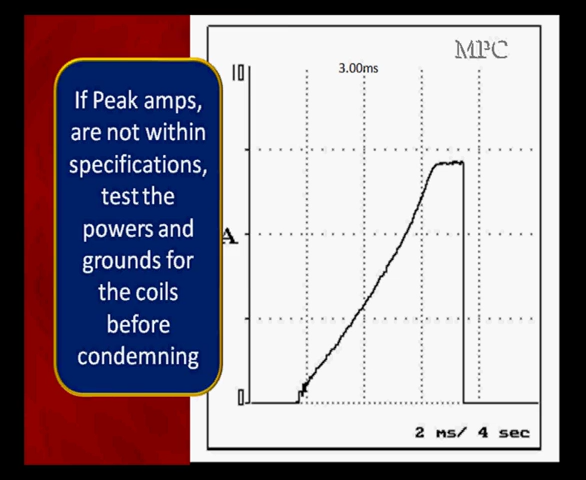 MPC
10
3.00ms
If Peak amps,
are not within
specifications,
test the
powers and
grounds for
the coils
before
condemning
A
0
2 ms/ 4 sec